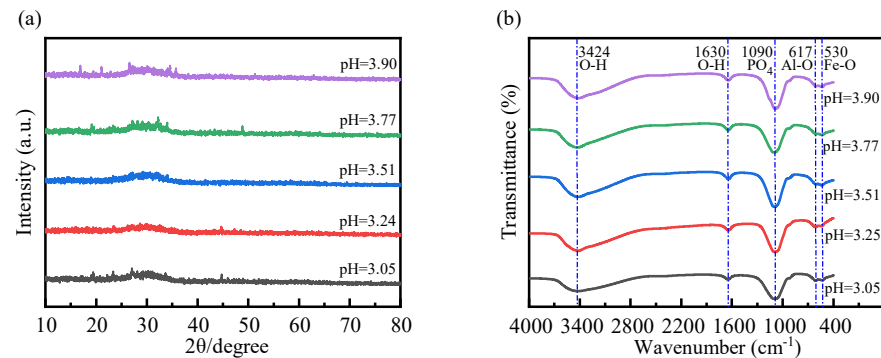 (a)
pH=3.90
pH=3.77
pH=3.51
pH=3.24
pH=3.05
Intensity (a.u.)
10 20 30 40 50 60 70 80
2θ/degree
(b)
3424 1630 1090 617 530
O-H O-H PO4 Al-O Fe-O
pH=3.90
pH=3.77
pH=3.51
pH=3.25
pH=3.05
Transmittance (%)
4000 3400 2800 2200 1600 1000 400
Wavenumber (cm-1)